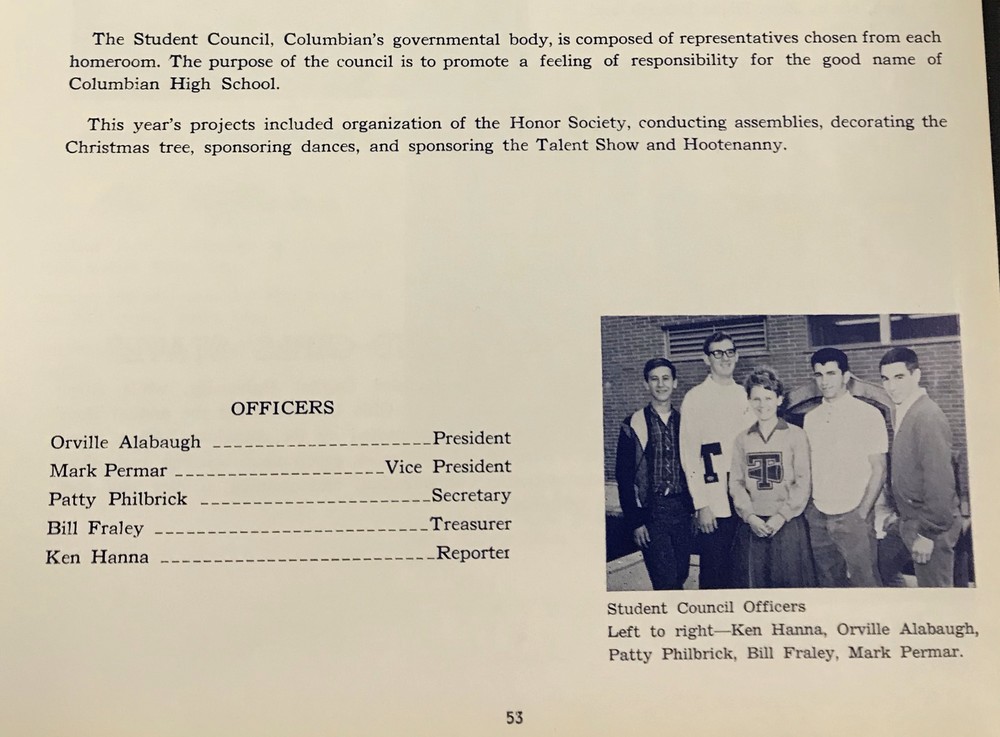 The Student Council, Columbian's governmental body, is composed of representatives chosen from each
homeroom. The purpose of the council is to promote a feeling of responsibility for the good name of
Columbian High School.
This year's projects included organization of the Honor Society, conducting assemblies, decorating the
Christmas tree, sponsoring dances, and sponsoring the Talent Show and Hootenanny.
OFFICERS
Orville Alabaugh ---------------------President
Mark Permar --------------------Vice President
Patty Philbrick ----------------------Secretary
Bill Fraley --------------------------Treasurer
Ken Hanna --------------------------Reporter
T
T
Student Council Officers
Left to right—Ken Hanna, Orville Alabaugh,
Patty Philbrick, Bill Fraley, Mark Permar.
53